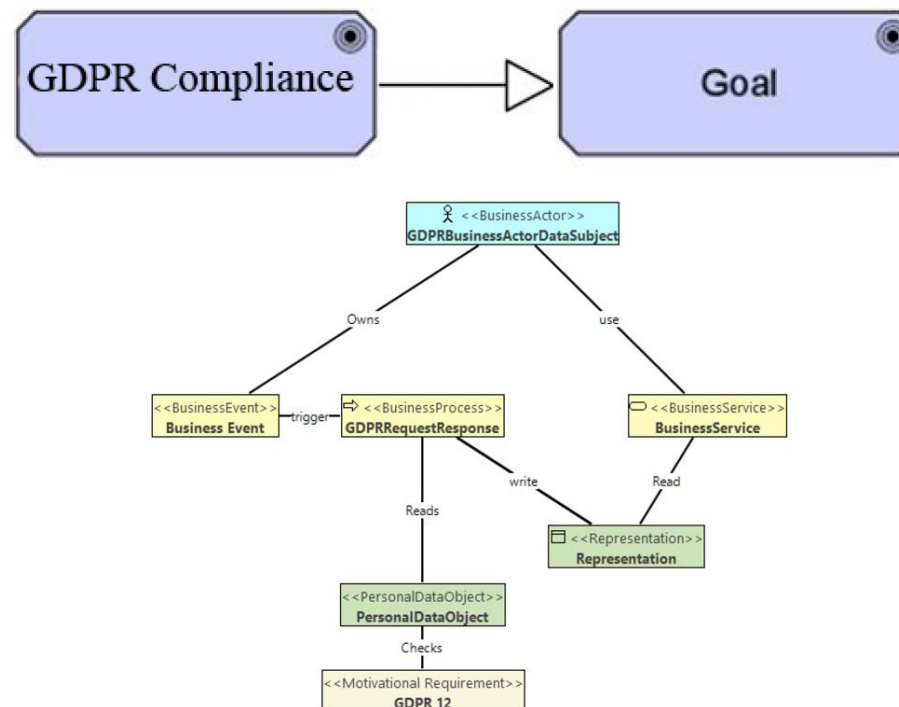 GDPR Compliance
Goal
<<BusinessActor>>
GDPRBusinessActorDataSubject
Owns
use
<<BusinessEvent>>
Business Event
trigger
<<BusinessProcess>>
GDPRRequestResponse
<<BusinessService>>
BusinessService
write
Read
Reads
<<Representation>>
Representation
<<PersonalDataObject>>
PersonalDataObject
Checks
<<Motivational Requirement>>
GDPR 12